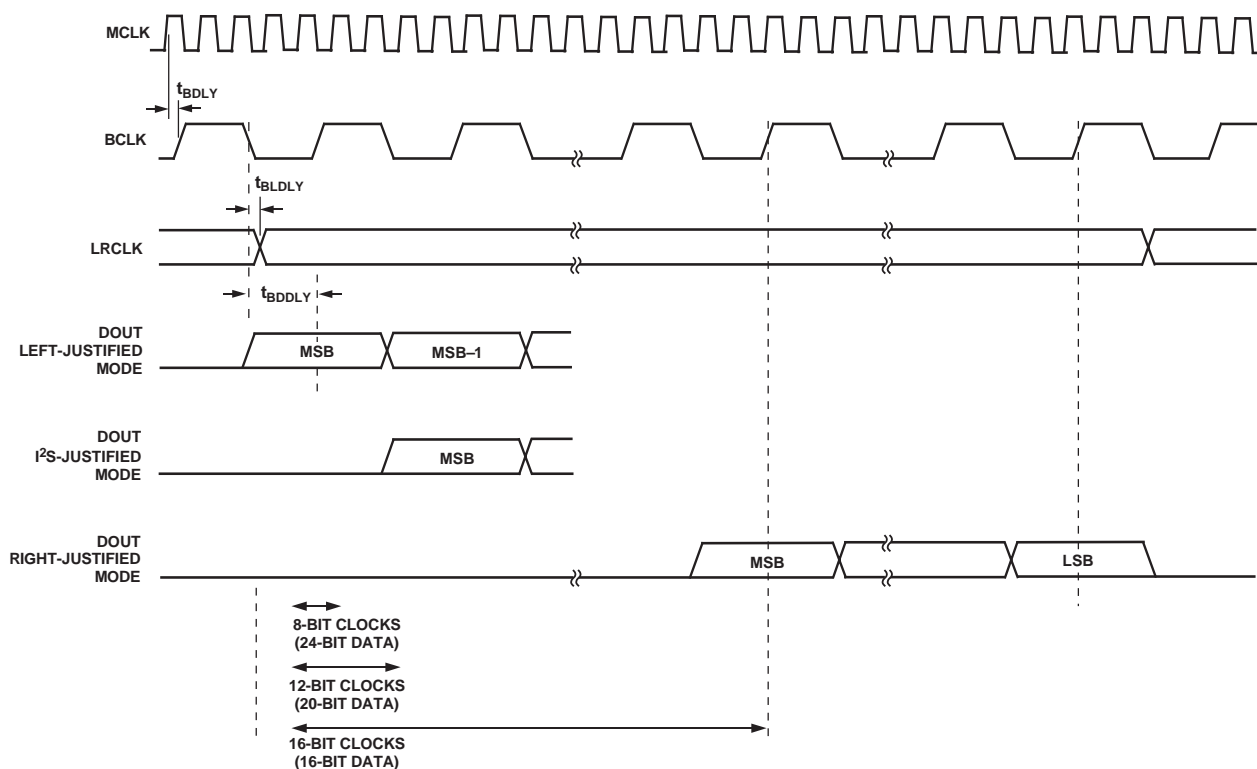 MCLK
tBDLY
BCLK
tBLDLY
LRCLK
tBDDLY
DOUT
LEFT-JUSTIFIED
MODE
MSB
MSB–1
DOUT
I²S-JUSTIFIED
MODE
MSB
DOUT
RIGHT-JUSTIFIED
MODE
MSB
LSB
8-BIT CLOCKS
(24-BIT DATA)
12-BIT CLOCKS
(20-BIT DATA)
16-BIT CLOCKS
(16-BIT DATA)